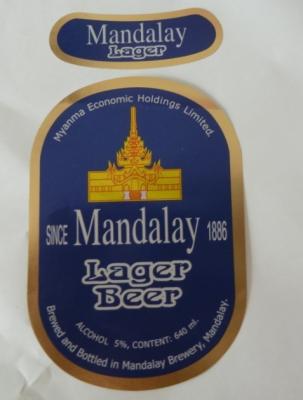 Mandalay
Lager
Myanma Economic Holdings Limited.
SINCE Mandalay 1886
Lager
Beer
ALCOHOL 5%, CONTENT: 640 ml.
Brewed and Bottled in Mandalay Brewery, Mandalay.